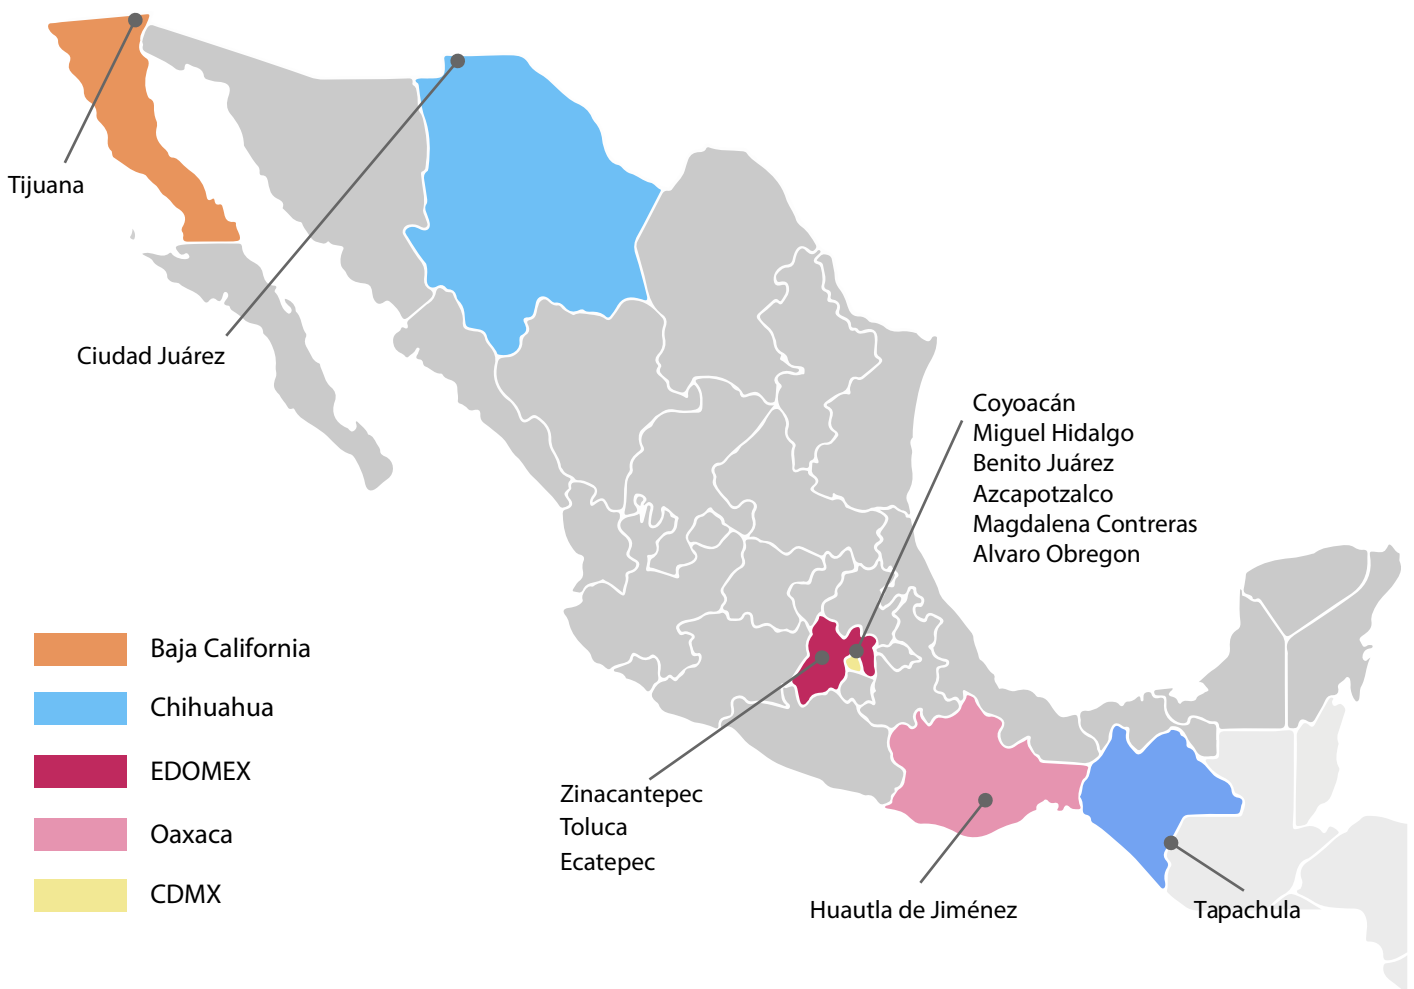 Tijuana
Ciudad Juárez
Coyoacán
Miguel Hidalgo
Benito Juárez
Azcapotzalco
Magdalena Contreras
Alvaro Obregon
Baja California
Chihuahua
EDOMEX
Oaxaca
CDMX
Zinacantepec
Toluca
Ecatepec
Huautla de Jiménez
Tapachula